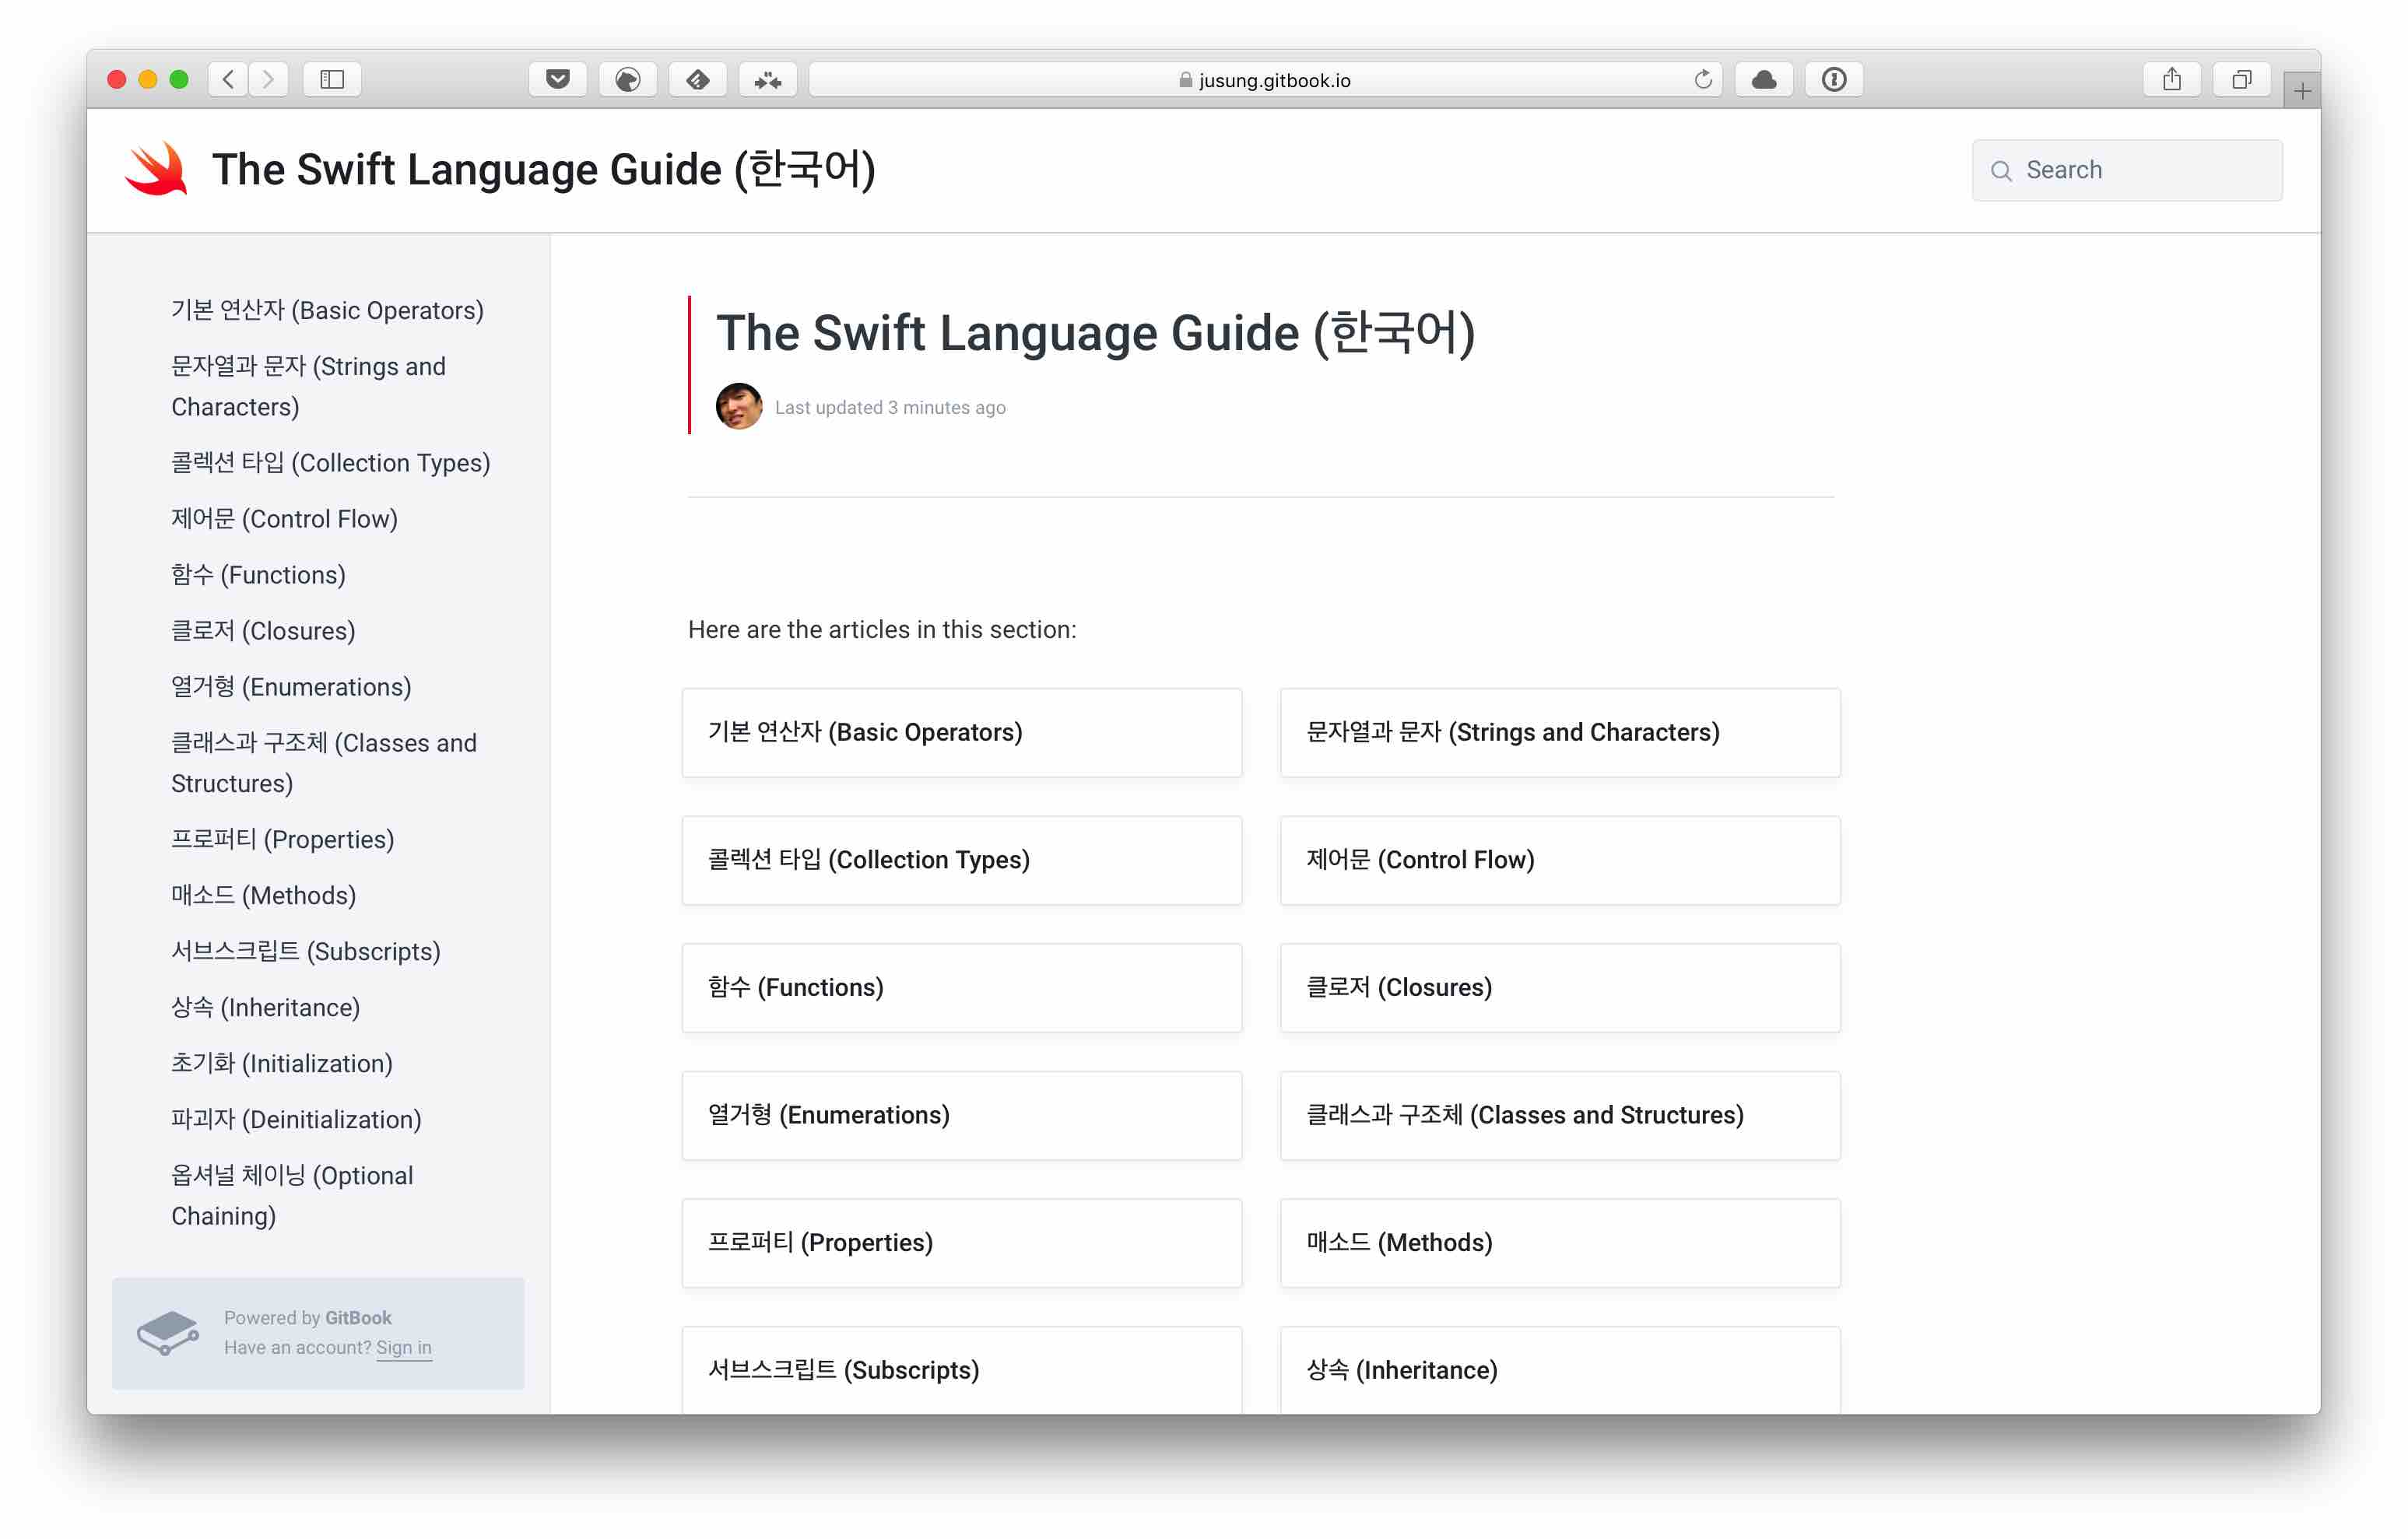 jusung.gitbook.io
The Swift Language Guide (한국어)
Search
기본 연산자 (Basic Operators)
문자열과 문자 (Strings and
Characters)
콜렉션 타입 (Collection Types)
제어문 (Control Flow)
함수 (Functions)
클로저 (Closures)
열거형 (Enumerations)
클래스과 구조체 (Classes and
Structures)
프로퍼티 (Properties)
매소드 (Methods)
서브스크립트 (Subscripts)
상속 (Inheritance)
초기화 (Initialization)
파괴자 (Deinitialization)
옵셔널 체이닝 (Optional
Chaining)
Powered by GitBook
Have an account? Sign in
The Swift Language Guide (한국어)
Last updated 3 minutes ago
Here are the articles in this section:
기본 연산자 (Basic Operators)
문자열과 문자 (Strings and Characters)
콜렉션 타입 (Collection Types)
제어문 (Control Flow)
함수 (Functions)
클로저 (Closures)
열거형 (Enumerations)
클래스과 구조체 (Classes and Structures)
프로퍼티 (Properties)
매소드 (Methods)
서브스크립트 (Subscripts)
상속 (Inheritance)